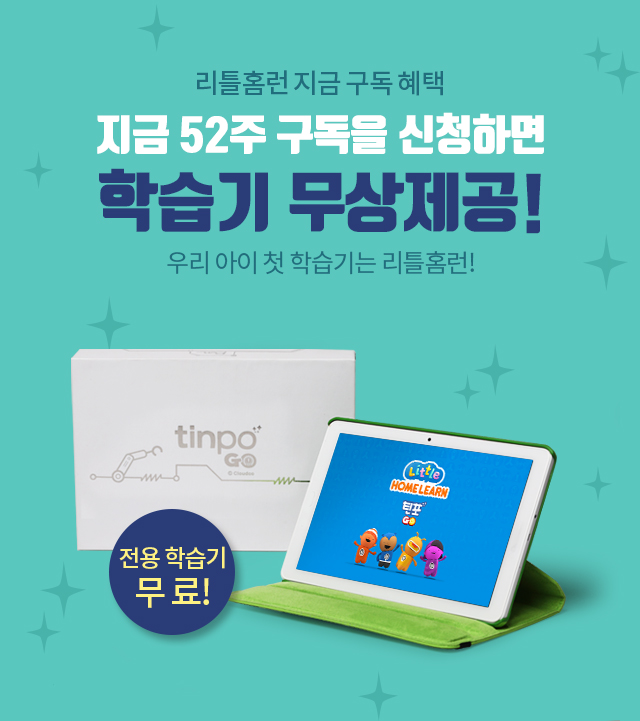 리틀홈런 지금 구독 혜택
지금 52주 구독을 신청하면
학습기 무상제공!
우리 아이 첫 학습기는 리틀홈런!
tinpo
GO
Little
HOME LEARN
틴포
GO
전용 학습기
무료!